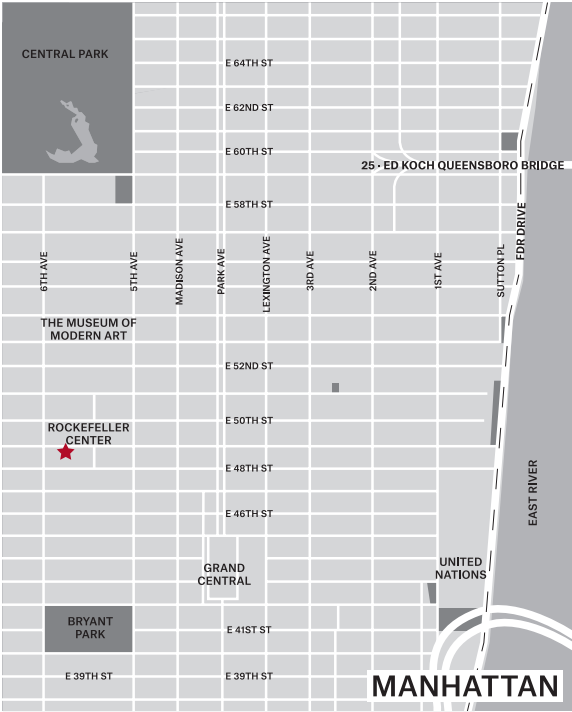 CENTRAL PARK
E 64TH ST
E 62ND ST
E 60TH ST
25 · ED KOCH QUEENSBORO BRIDGE
E 58TH ST
6TH AVE
5TH AVE
MADISON AVE
PARK AVE
LEXINGTON AVE
3RD AVE
2ND AVE
1ST AVE
SUTTON PL
FDR DRIVE
THE MUSEUM OF
MODERN ART
E 52ND ST
E 50TH ST
ROCKEFELLER
CENTER
E 48TH ST
EAST RIVER
E 46TH ST
GRAND
CENTRAL
UNITED
NATIONS
BRYANT
PARK
E 41ST ST
E 39TH ST
E 39TH ST
MANHATTAN